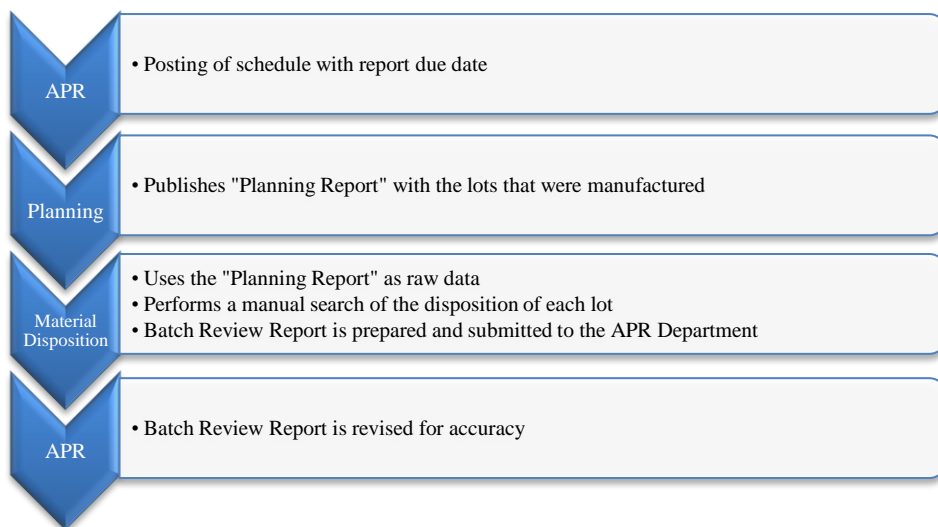 APR
• Posting of schedule with report due date
Planning
• Publishes "Planning Report" with the lots that were manufactured
Material
Disposition
• Uses the "Planning Report" as raw data
• Performs a manual search of the disposition of each lot
• Batch Review Report is prepared and submitted to the APR Department
APR
• Batch Review Report is revised for accuracy